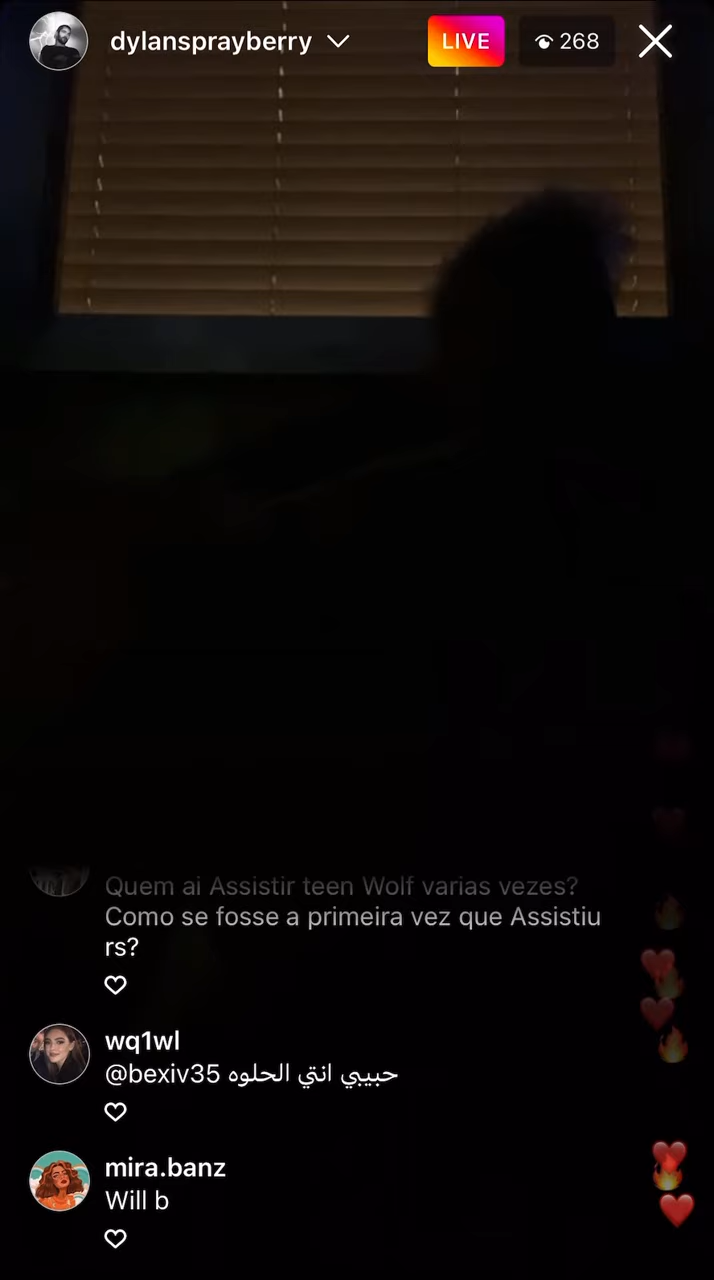 dylansprayberry
LIVE
268
Quem ai Assistir teen Wolf varias vezes?
Como se fosse a primeira vez que Assistiu
rs?
wq1wl
@bexiv35 حبيبي انتي الحلوه
mira.banz
Will b